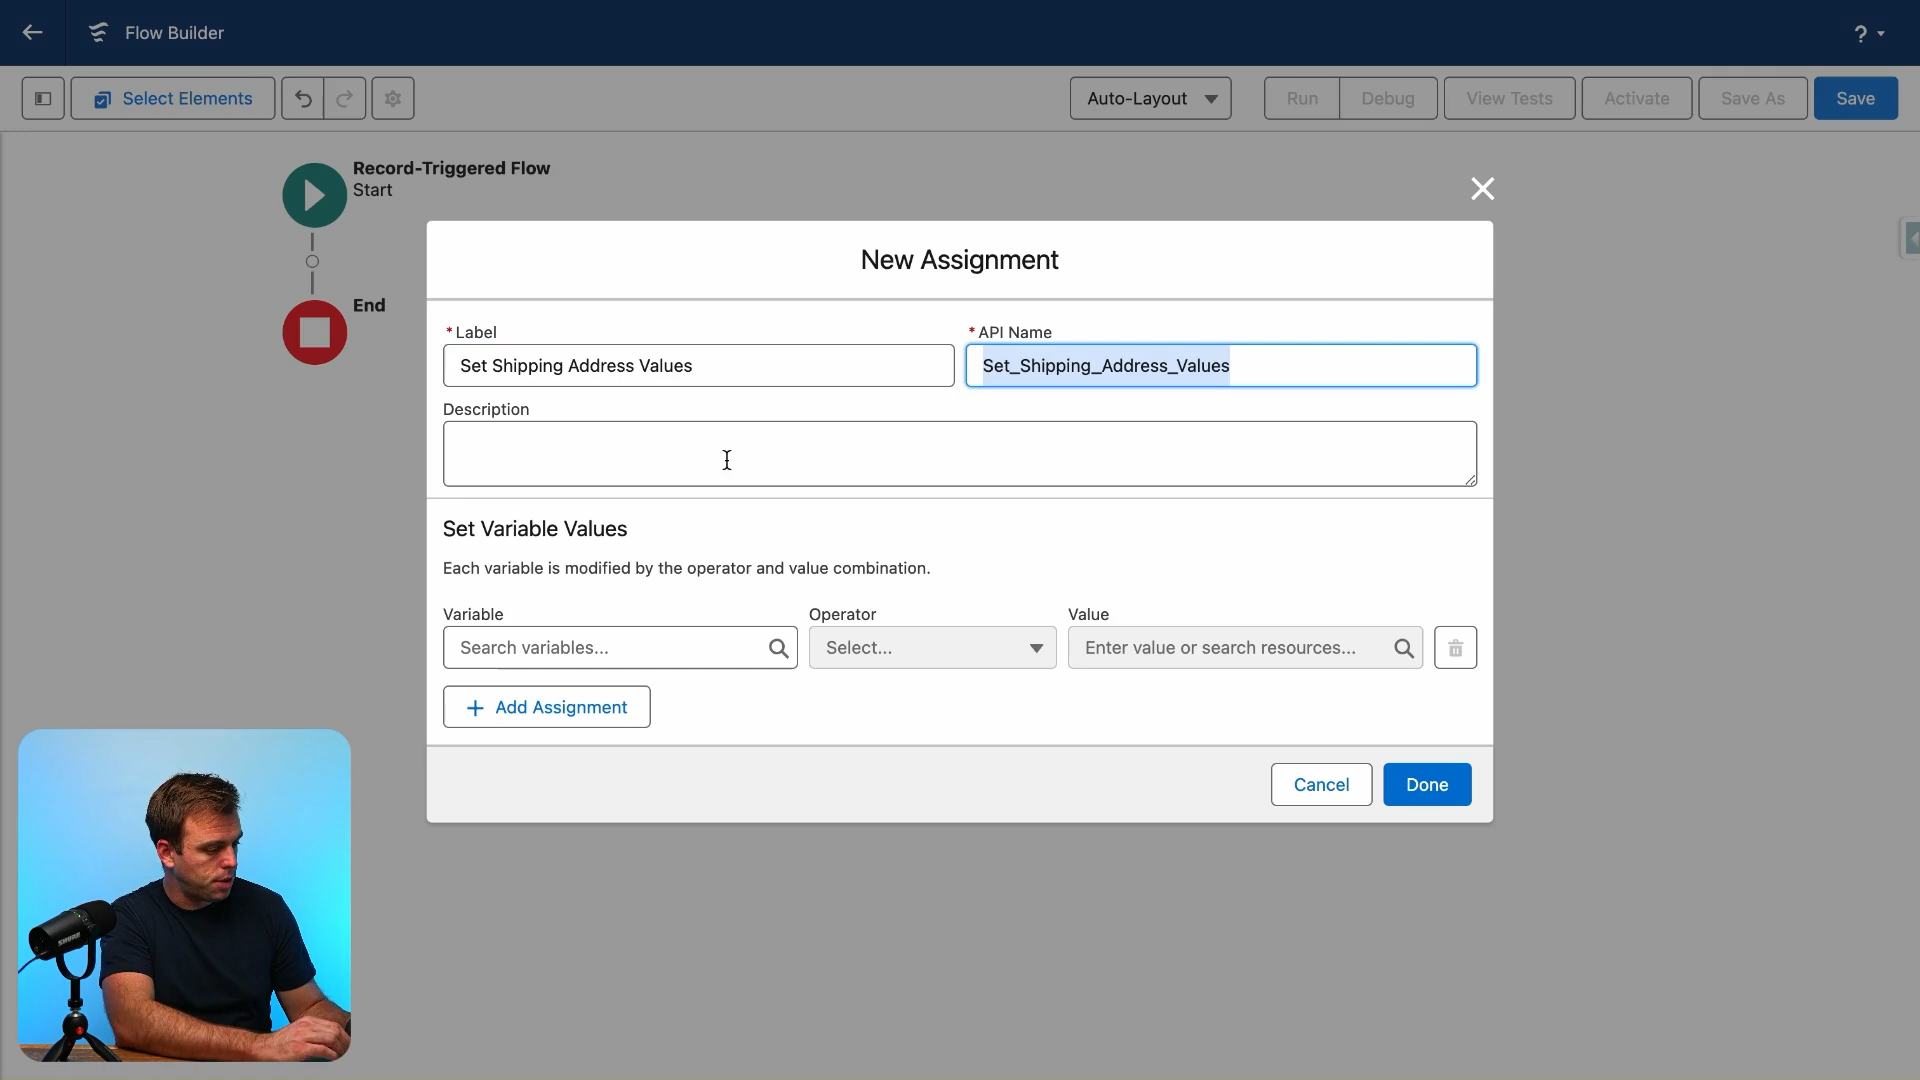 Flow Builder
?
Select Elements
Auto-Layout
Run
Debug
View Tests
Activate
Save As
Save
Record-Triggered Flow
Start
End
New Assignment
* Label
* API Name
Set Shipping Address Values
Set_Shipping_Address_Values
Description
Set Variable Values
Each variable is modified by the operator and value combination.
Variable
Operator
Value
Search variables...
Select...
Enter value or search resources...
+ Add Assignment
Cancel
Done
SHURE